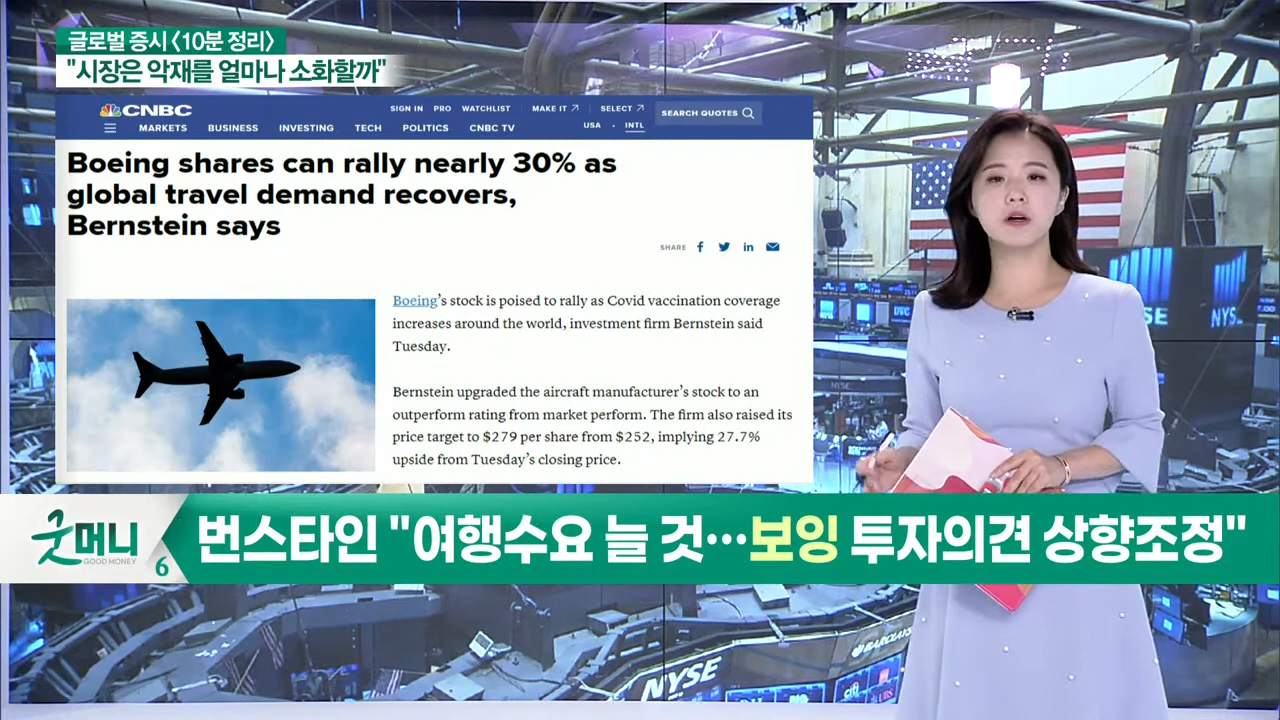 글로벌 증시 <10분 정리>
"시장은 악재를 얼마나 소화할까"
CNBC
SIGN IN PRO WATCHLIST MAKE IT SELECT
USA · INTL
SEARCH QUOTES
MARKETS BUSINESS INVESTING TECH POLITICS CNBC TV
Boeing shares can rally nearly 30% as
global travel demand recovers,
Bernstein says
SHARE
Boeing's stock is poised to rally as Covid vaccination coverage
increases around the world, investment firm Bernstein said
Tuesday.
Bernstein upgraded the aircraft manufacturer's stock to an
outperform rating from market perform. The firm also raised its
price target to $279 per share from $252, implying 27.7%
upside from Tuesday's closing price.
NYS
NYSE
굿머니
GOOD MONEY
6
번스타인 "여행수요 늘 것…보잉 투자의견 상향조정"
NYSE
BARCLAYS
citi
UBS